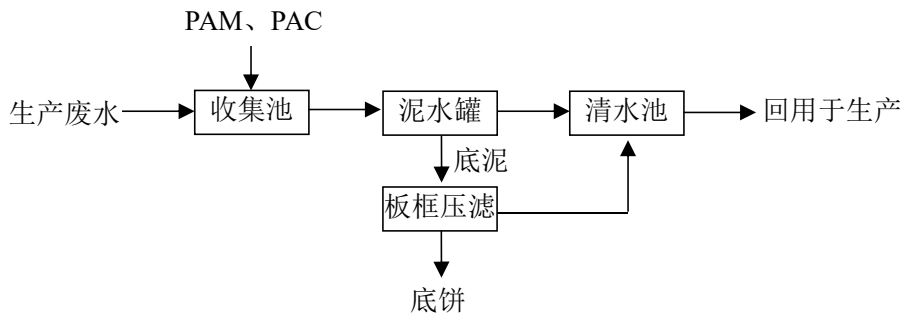 PAM、PAC
生产废水
收集池
泥水罐
清水池
回用于生产
底泥
板框压滤
底饼